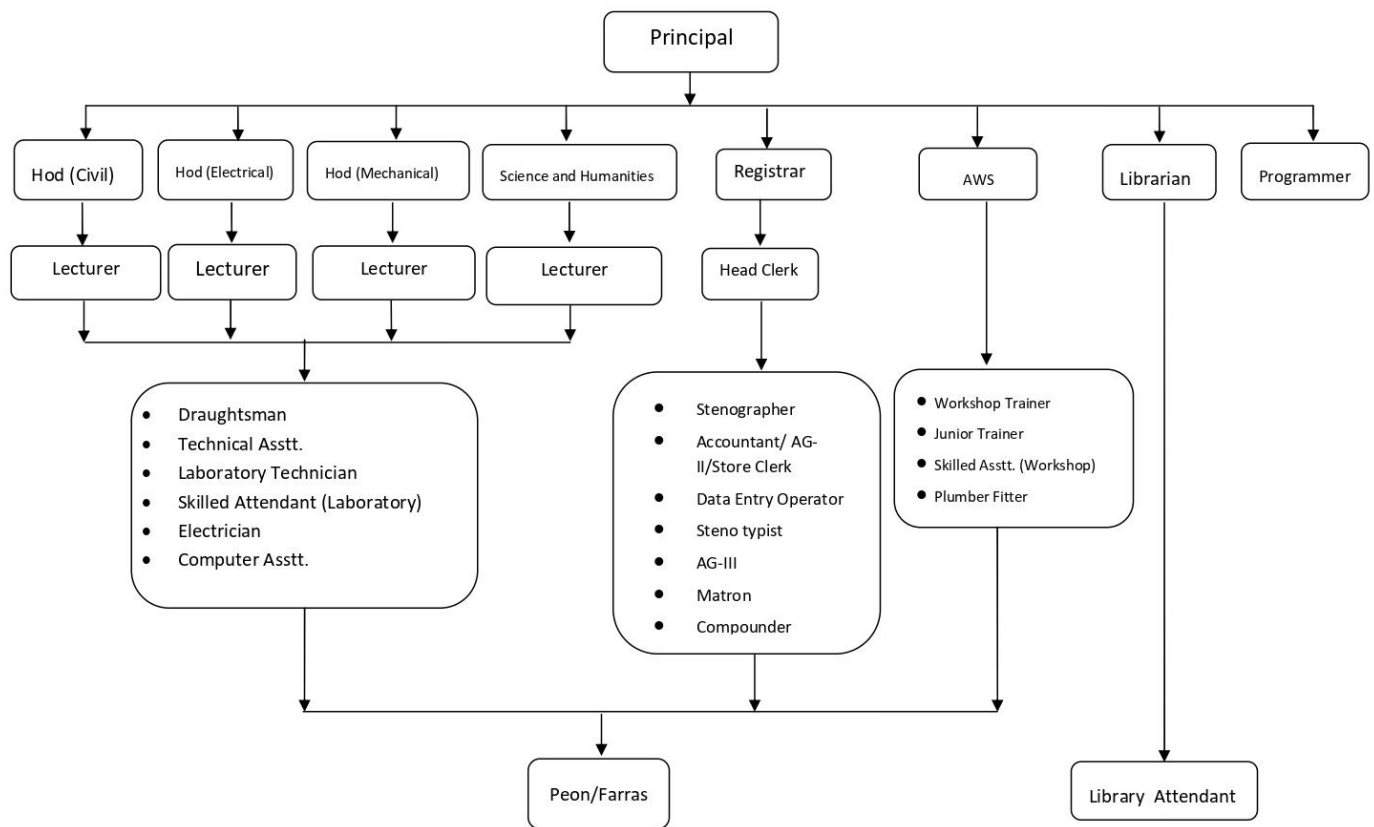 Principal
Hod (Civil)
Hod (Electrical)
Hod (Mechanical)
Science and Humanities
Registrar
AWS
Librarian
Programmer
Lecturer
Lecturer
Lecturer
Lecturer
Head Clerk
• Draughtsman
• Technical Asstt.
• Laboratory Technician
• Skilled Attendant (Laboratory)
• Electrician
• Computer Asstt.
• Stenographer
• Accountant/ AG-
II/Store Clerk
• Data Entry Operator
• Steno typist
• AG-III
• Matron
• Compounder
• Workshop Trainer
• Junior Trainer
• Skilled Asstt. (Workshop)
• Plumber Fitter
Peon/Farras
Library Attendant